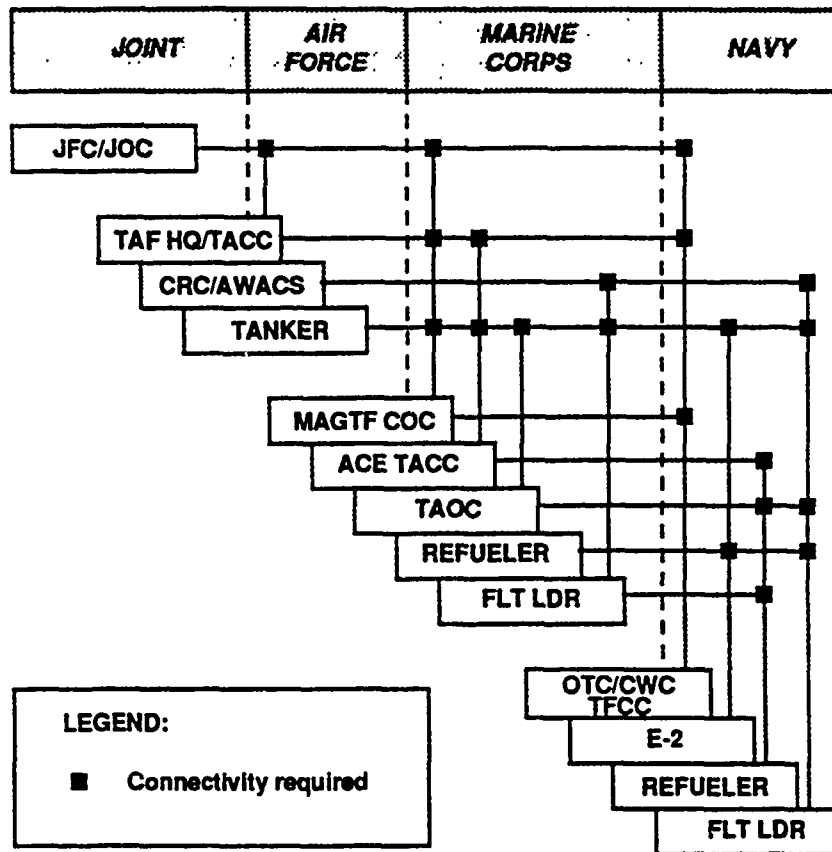 JOINT
AIR
FORCE
MARINE
CORPS
NAVY
JFC/JOC
TAF HQ/TACC
CRC/AWACS
TANKER
MAGTF COC
ACE TACC
TAOC
REFUELER
FLT LDR
OTC/CWC
TFCC
E-2
REFUELER
FLT LDR
LEGEND:
Connectivity required